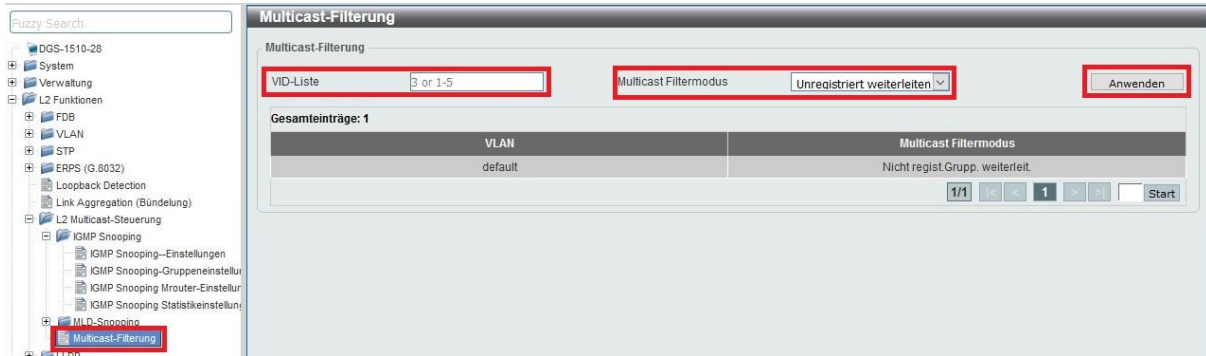 Fuzzy Search
DGS-1510-28
System
Verwaltung
L2 Funktionen
FDB
VLAN
STP
ERPS (G.8032)
Loopback Detection
Link Aggregation (Bündelung)
L2 Multicast-Steuerung
IGMP Snooping
IGMP Snooping--Einstellungen
IGMP Snooping-Gruppeneinstellu
IGMP Snooping Mrouter-Einstellur
IGMP Snooping Statistikeinstellung
MLD-Snooping
Multicast-Filterung
LLDP
Multicast-Filterung
Multicast-Filterung
VID-Liste 3 or 1-5 Multicast Filtermodus Unregistriert weiterleiten Anwenden
Gesamteinträge: 1
VLAN Multicast Filtermodus
default Nicht regist.Grupp. weiterleit.
1/1 |< < 1 > >| Start